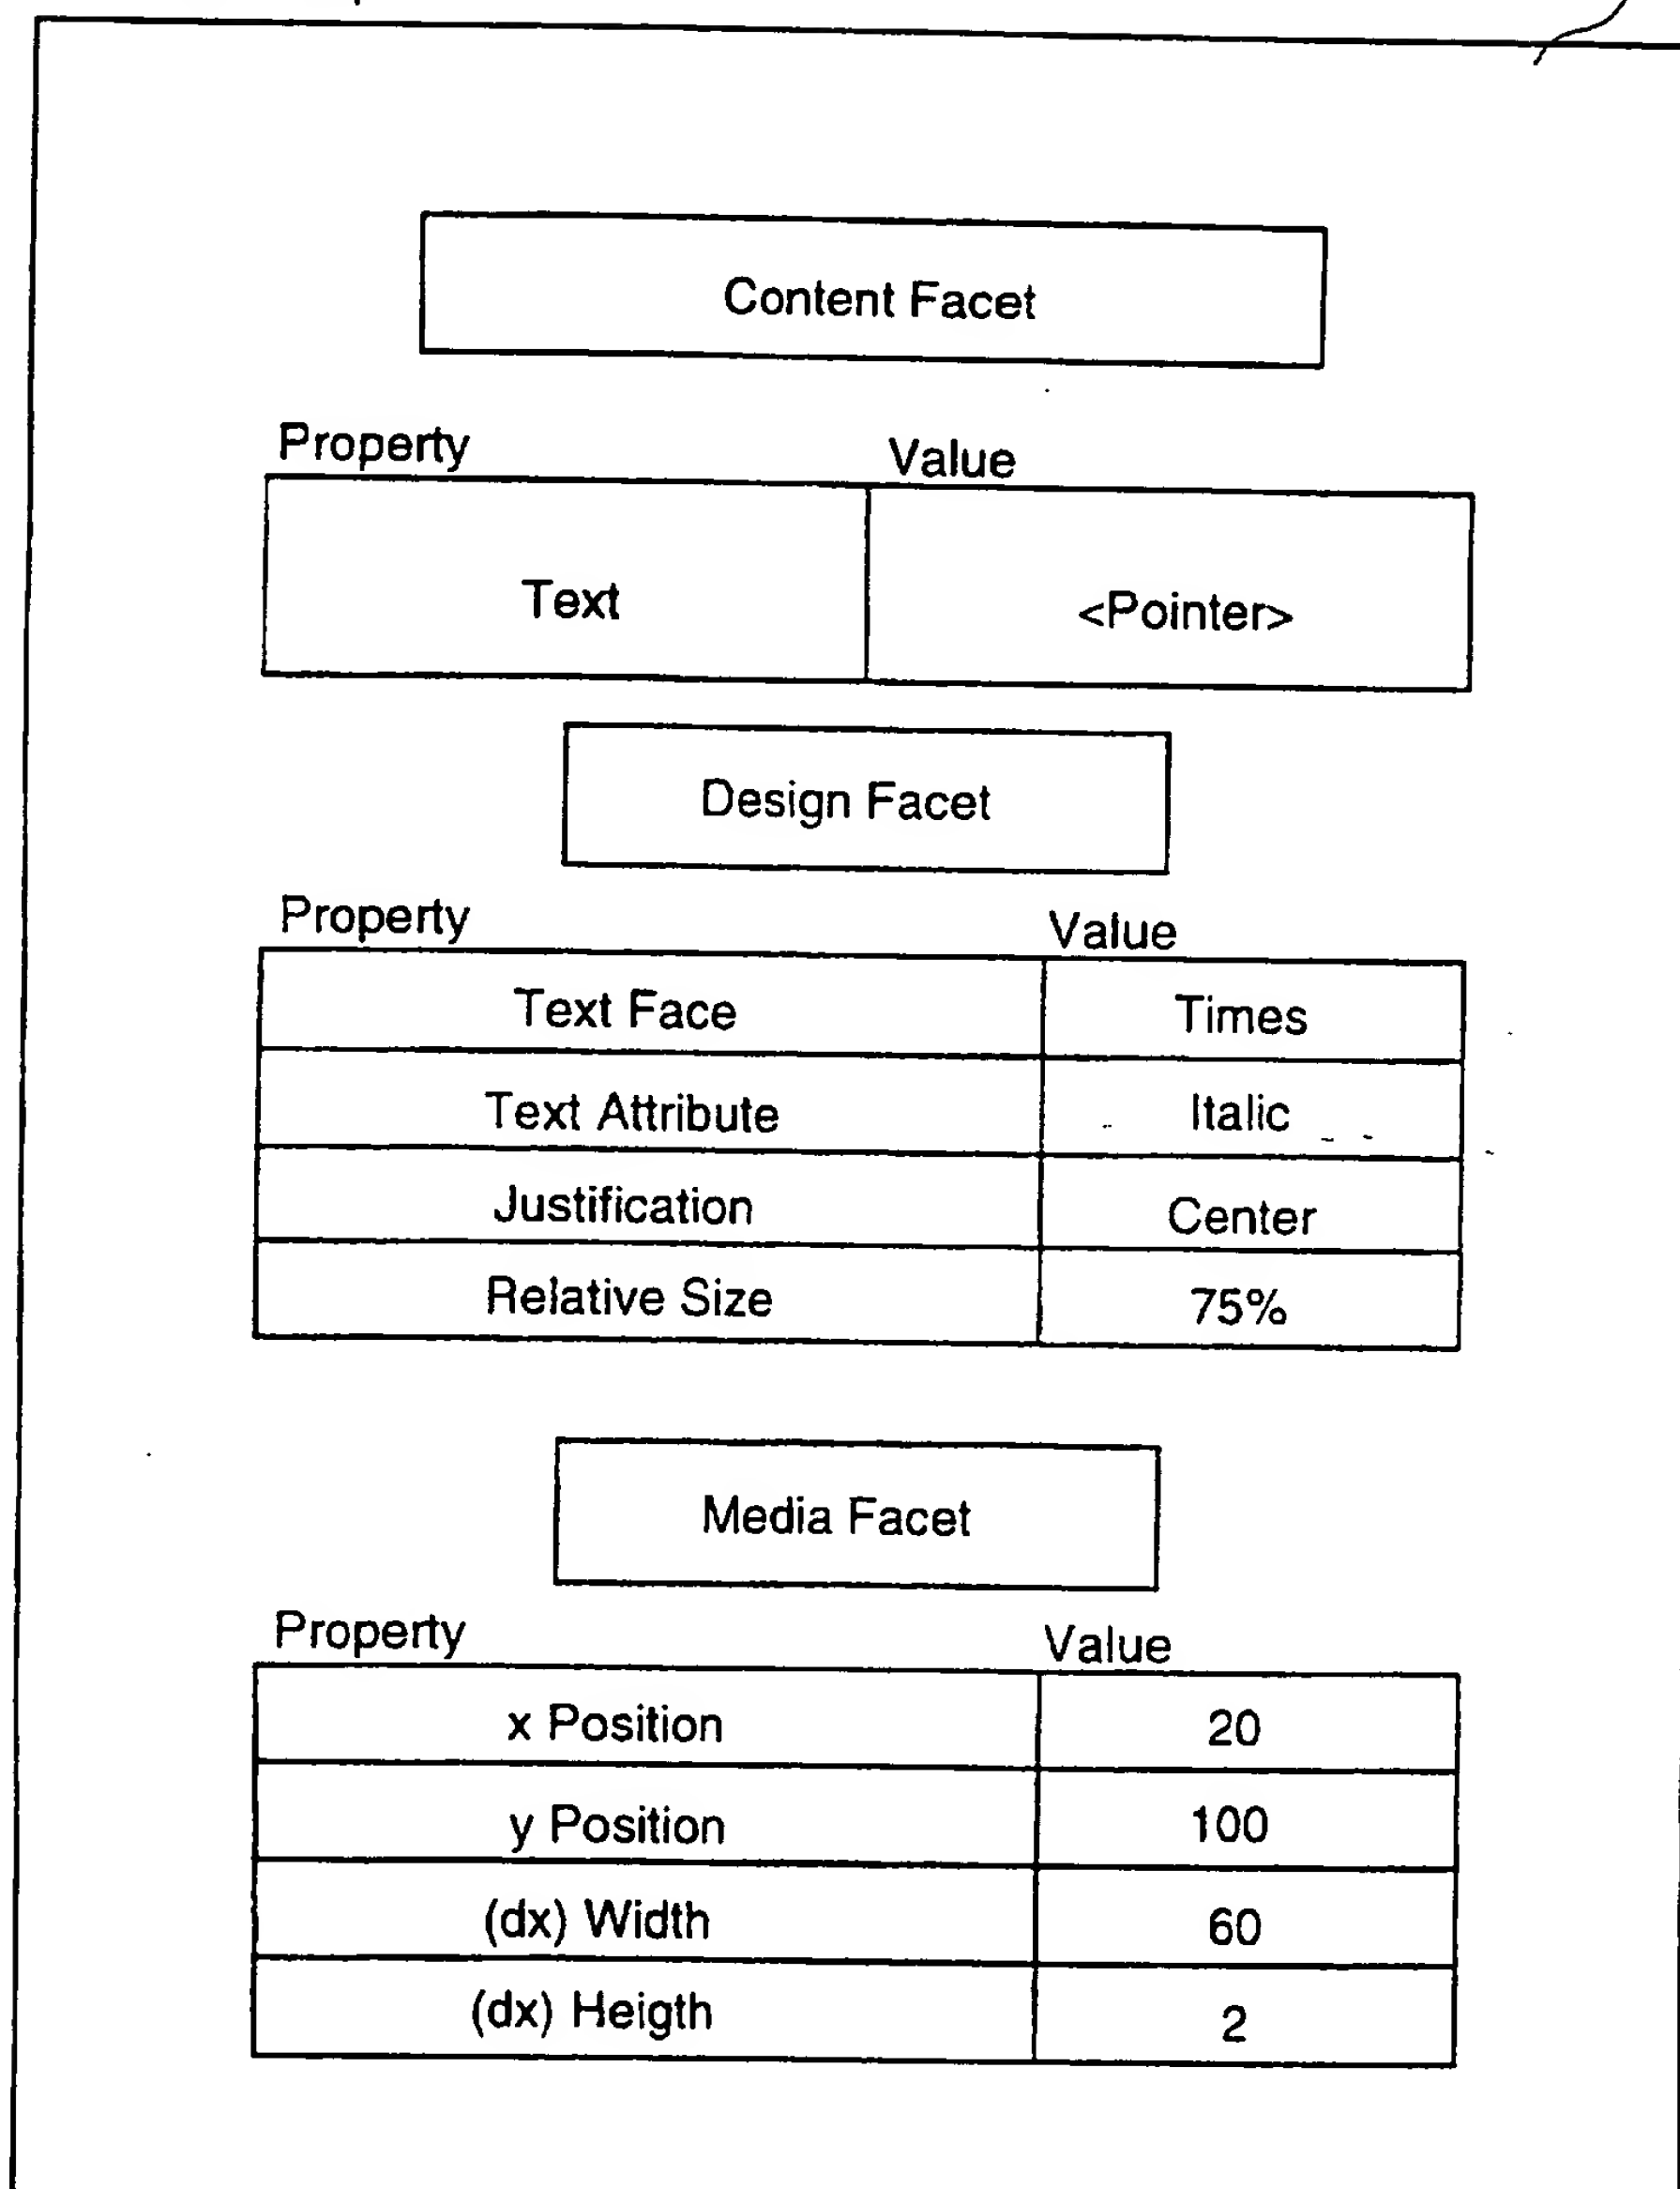 Content Facet
Property Value
Text <Pointer>
Design Facet
Property Value
Text Face Times
Text Attribute Italic
Justification Center
Relative Size 75%
Media Facet
Property Value
x Position 20
y Position 100
(dx) Width 60
(dx) Heigth 2